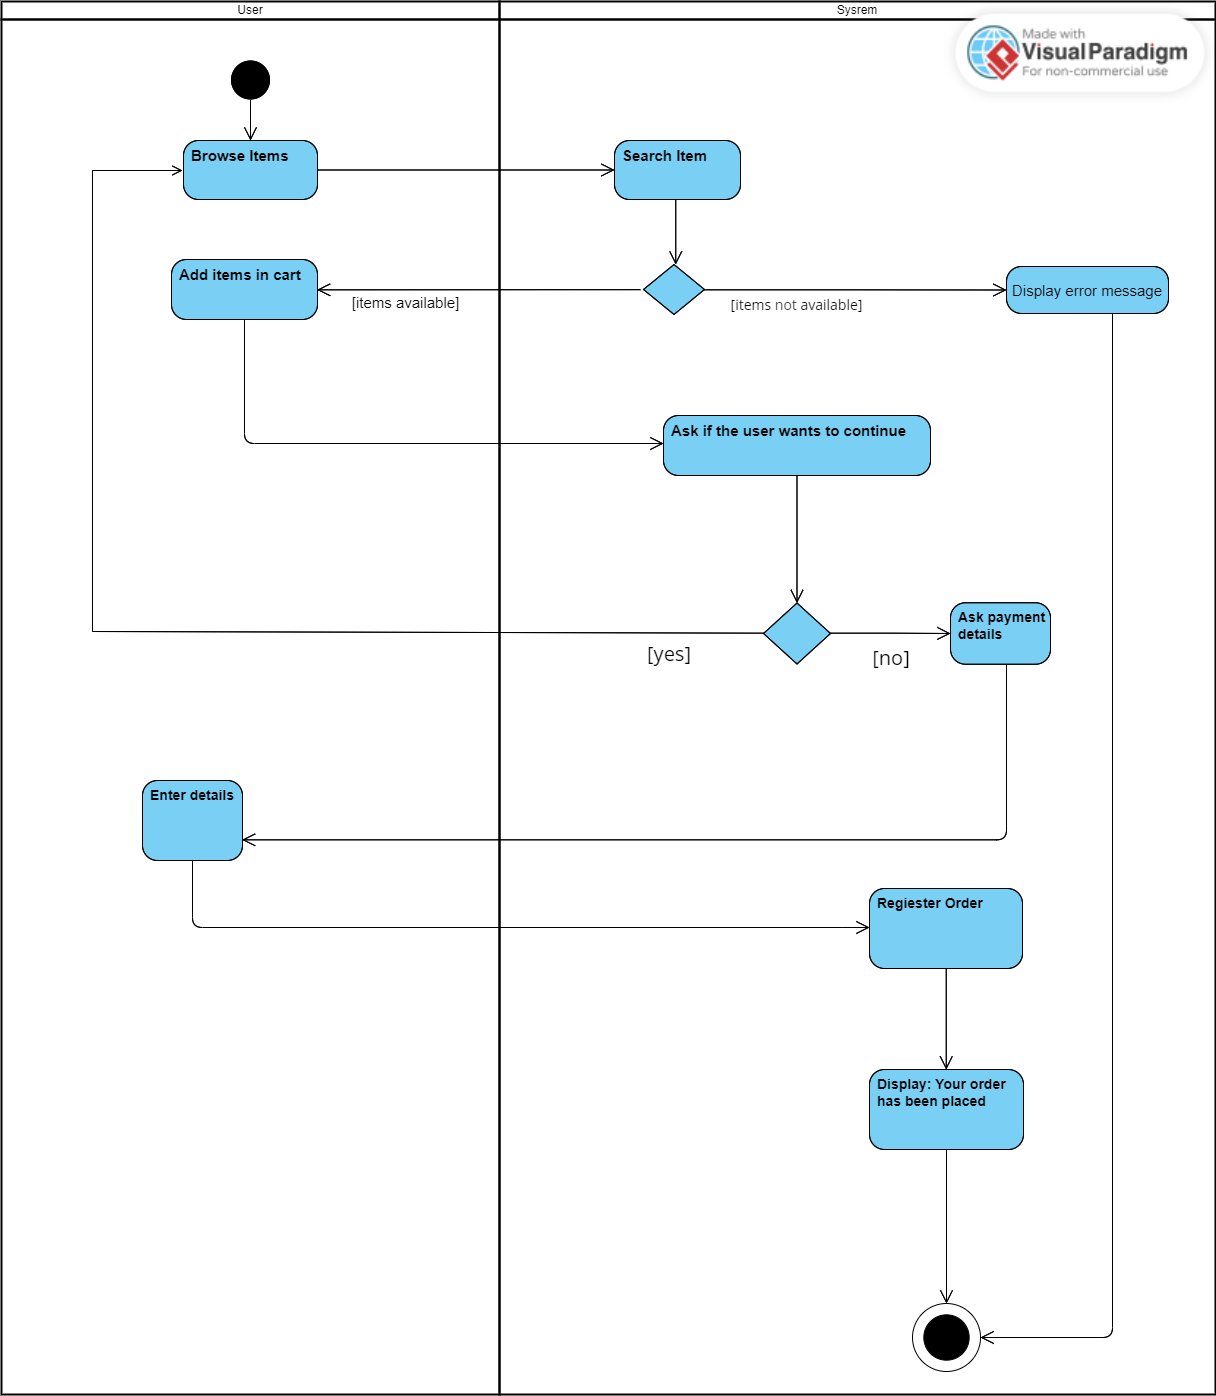 User
Sysrem
Made with
VisualParadigm
For non-commercial use
Browse Items
Search Item
Add items in cart
[items available]
[items not available]
Display error message
Ask if the user wants to continue
Ask payment
details
[yes]
[no]
Enter details
Regiester Order
Display: Your order
has been placed